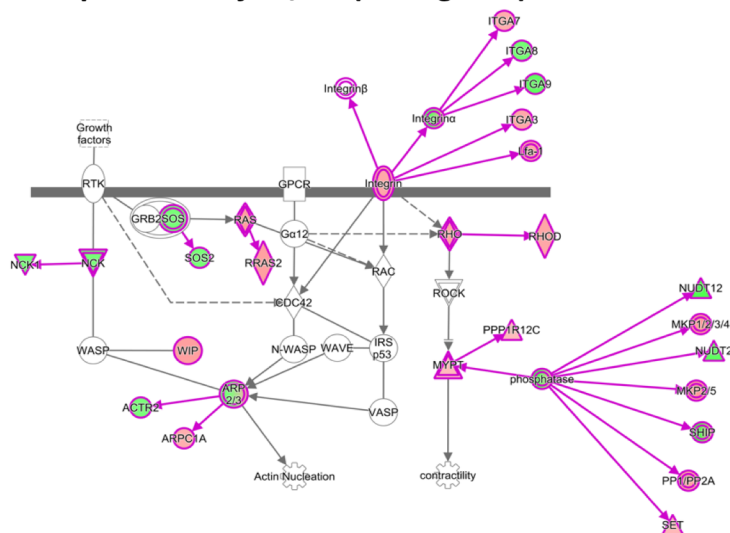 ITGA7
ITGA8
ITGA9
ITGA3
Lfa-1
Integrinβ
Integrinα
Integrin
Growth
factors
RTK
GPCR
GRB2
SOS
SOS2
RAS
RRAS2
Gα12
RHO
RHOD
NCK1
NCK
RAC
CDC42
ROCK
WASP
WIP
N-WASP
WAVE
IRS
p53
PPP1R12C
MYPT
phosphatase
NUDT12
MKP1/2/3/4
NUDT2
MKP2/5
SHIP
PP1/PP2A
SET
ARP
2/3
ACTR2
ARPC1A
VASP
Actin Nucleation
contractility